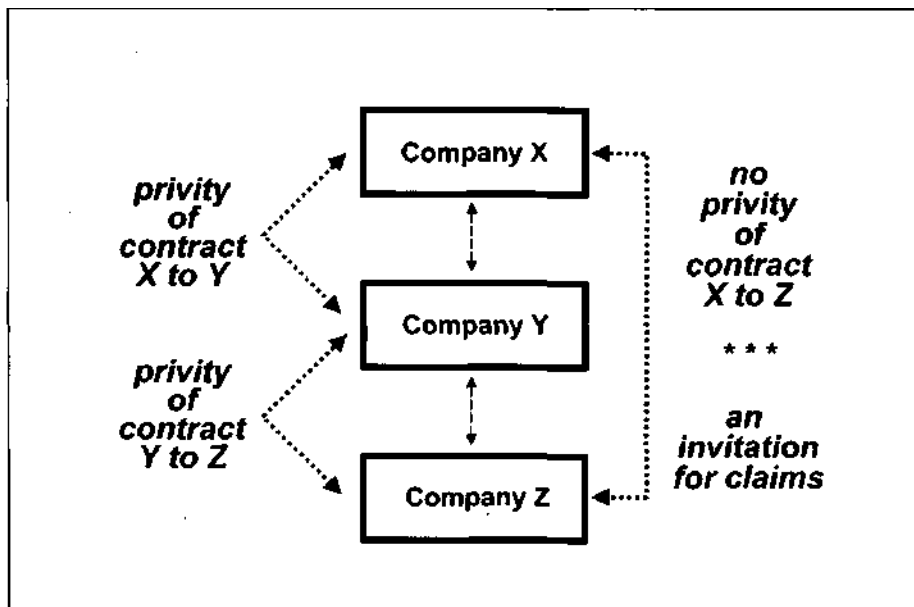 Company X
privity
of
contract
X to Y
Company Y
privity
of
contract
Y to Z
Company Z
no
privity
of
contract
X to Z
* * *
an
invitation
for claims